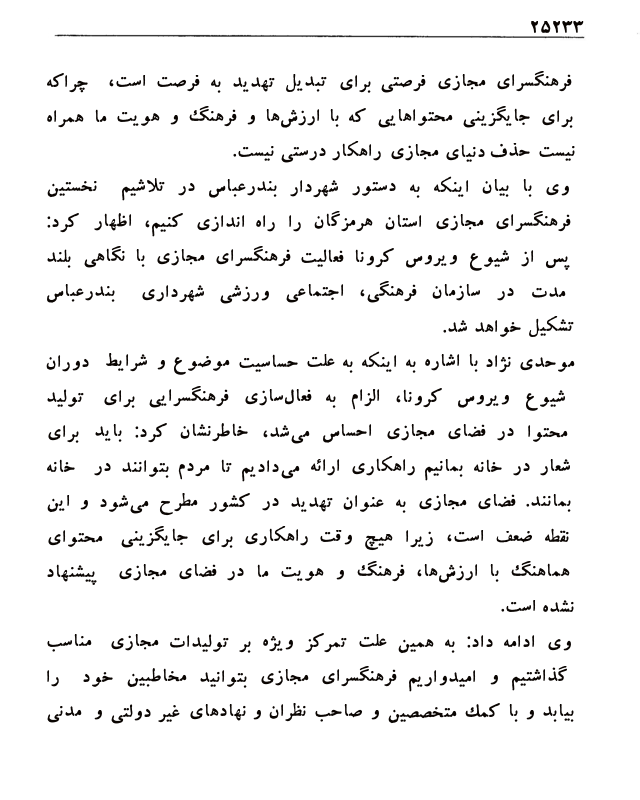 ۲۵۲۳۳
فرهنگسرای مجازی فرصتی برای تبدیل تهدید به فرصت است، چراکه
برای جایگزینی محتواهایی که با ارزش‌ها و فرهنگ و هویت ما همراه
نیست حذف دنیای مجازی راهکار درستی نیست.
وی با بیان اینکه به دستور شهردار بندرعباس در تلاشیم نخستین
فرهنگسرای مجازی استان هرمزگان را راه اندازی کنیم، اظهار کرد:
پس از شیوع ویروس کرونا فعالیت فرهنگسرای مجازی با نگاهی بلند
مدت در سازمان فرهنگی، اجتماعی ورزشی شهرداری بندرعباس
تشکیل خواهد شد.
موحدی نژاد با اشاره به اینکه به علت حساسیت موضوع و شرایط دوران
شیوع ویروس کرونا، الزام به فعال‌سازی فرهنگسرایی برای تولید
محتوا در فضای مجازی احساس می‌شد، خاطرنشان کرد: باید برای
شعار در خانه بمانیم راهکاری ارائه می‌دادیم تا مردم بتوانند در خانه
بمانند. فضای مجازی به عنوان تهدید در کشور مطرح می‌شود و این
نقطه ضعف است، زیرا هیچ وقت راهکاری برای جایگزینی محتوای
هماهنگ با ارزش‌ها، فرهنگ و هویت ما در فضای مجازی پیشنهاد
نشده است.
وی ادامه داد: به همین علت تمرکز ویژه بر تولیدات مجازی مناسب
گذاشتیم و امیدواریم فرهنگسرای مجازی بتوانید مخاطبین خود را
بیابد و با کمک متخصصین و صاحب نظران و نهادهای غیر دولتی و مدنی